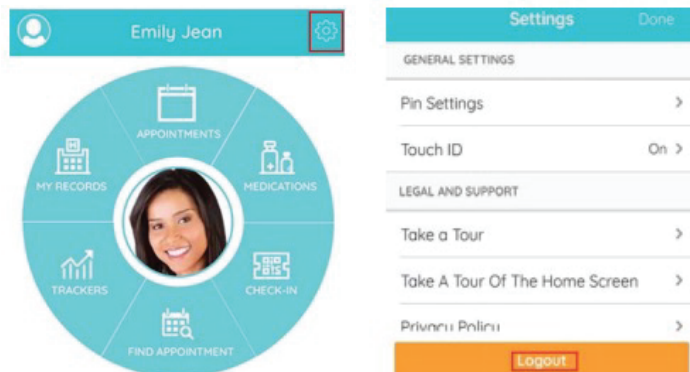 Emily Jean
APPOINTMENTS
MY RECORDS
MEDICATIONS
TRACKERS
CHECK-IN
FIND APPOINTMENT
Settings Done
GENERAL SETTINGS
Pin Settings
Touch ID On
LEGAL AND SUPPORT
Take a Tour
Take A Tour Of The Home Screen
Privacy Policy
Logout